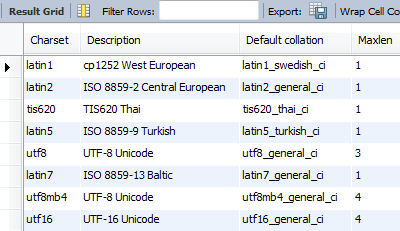 Result Grid Filter Rows: Export: Wrap Cell Co
Charset Description Default collation Maxlen
latin1 cp1252 West European latin1_swedish_ci 1
latin2 ISO 8859-2 Central European latin2_general_ci 1
tis620 TIS620 Thai tis620_thai_ci 1
latin5 ISO 8859-9 Turkish latin5_turkish_ci 1
utf8 UTF-8 Unicode utf8_general_ci 3
latin7 ISO 8859-13 Baltic latin7_general_ci 1
utf8mb4 UTF-8 Unicode utf8mb4_general_ci 4
utf16 UTF-16 Unicode utf16_general_ci 4